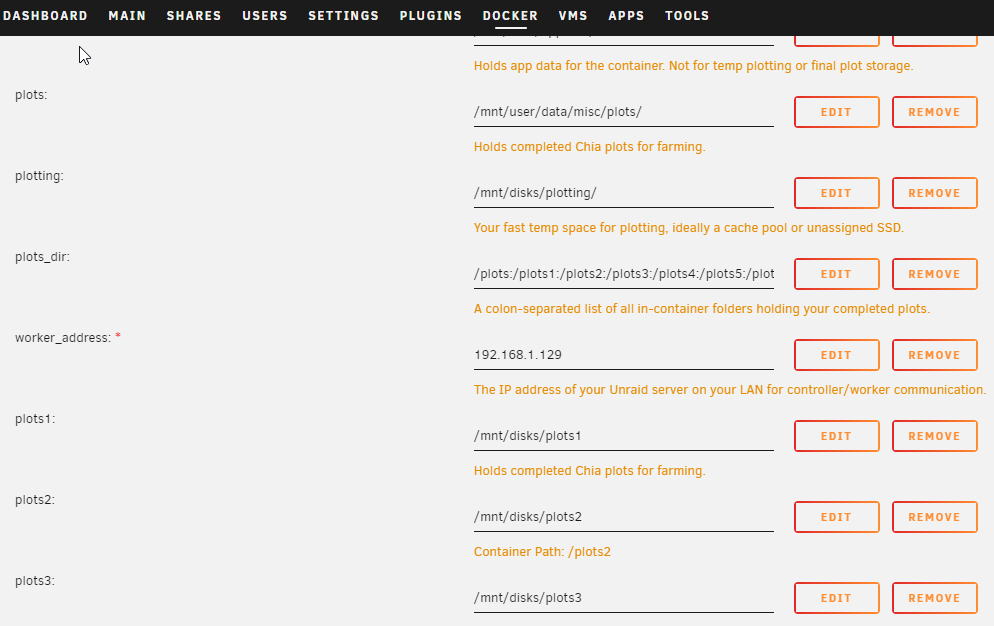 DASHBOARD MAIN SHARES USERS SETTINGS PLUGINS DOCKER VMS APPS TOOLS
Holds app data for the container. Not for temp plotting or final plot storage.
plots:
/mnt/user/data/misc/plots/ EDIT REMOVE
Holds completed Chia plots for farming.
plotting:
/mnt/disks/plotting/ EDIT REMOVE
Your fast temp space for plotting, ideally a cache pool or unassigned SSD.
plots_dir:
/plots:/plots1:/plots2:/plots3:/plots4:/plots5:/plot EDIT REMOVE
A colon-separated list of all in-container folders holding your completed plots.
worker_address: *
192.168.1.129 EDIT REMOVE
The IP address of your Unraid server on your LAN for controller/worker communication.
plots1:
/mnt/disks/plots1 EDIT REMOVE
Holds completed Chia plots for farming.
plots2:
/mnt/disks/plots2 EDIT REMOVE
Container Path: /plots2
plots3:
/mnt/disks/plots3 EDIT REMOVE